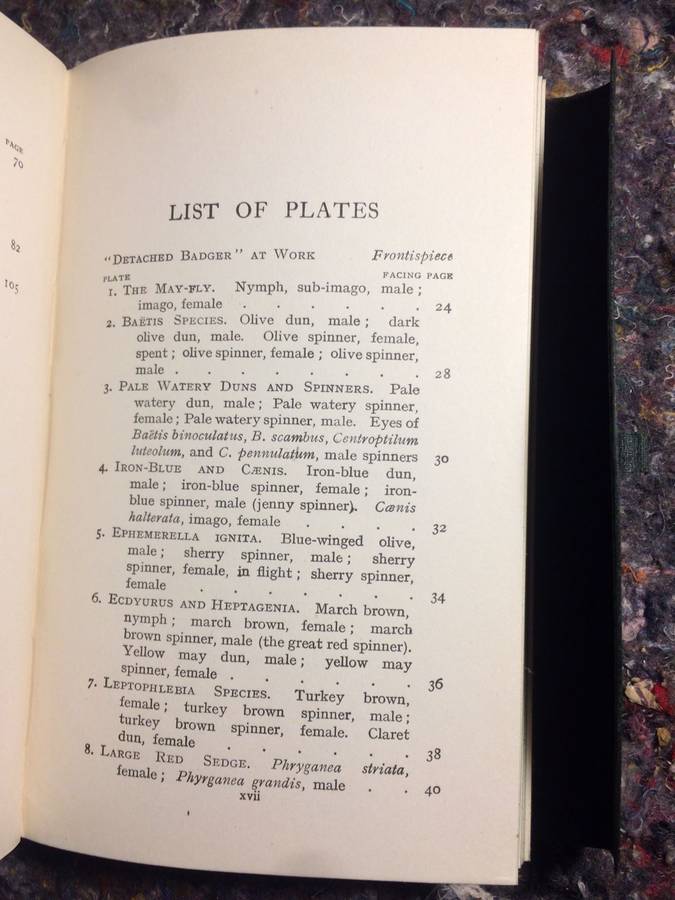 PAGE
70
82
105
LIST OF PLATES
"DETACHED BADGER" AT WORK Frontispiece
PLATE FACING PAGE
1. THE MAY-FLY. Nymph, sub-imago, male;
imago, female . . . . . . 24
2. BAËTIS SPECIES. Olive dun, male; dark
olive dun, male. Olive spinner, female,
spent; olive spinner, female; olive spinner,
male . . . . . . . . 28
3. PALE WATERY DUNS AND SPINNERS. Pale
watery dun, male; Pale watery spinner,
female; Pale watery spinner, male. Eyes of
Baëtis binoculatus, B. scambus, Centroptilum
luteolum, and C. pennulatum, male spinners 30
4. IRON-BLUE AND CÆNIS. Iron-blue dun,
male; iron-blue spinner, female; iron-
blue spinner, male (jenny spinner). Cænis
halterata, imago, female . . . . 32
5. EPHEMERELLA IGNITA. Blue-winged olive,
male; sherry spinner, male; sherry
spinner, female, in flight; sherry spinner,
female . . . . . . . 34
6. ECDYURUS AND HEPTAGENIA. March brown,
nymph; march brown, female; march
brown spinner, male (the great red spinner).
Yellow may dun, male; yellow may
spinner, female . . . . . . 36
7. LEPTOPHLEBIA SPECIES. Turkey brown,
female; turkey brown spinner, male;
turkey brown spinner, female. Claret
dun, female . . . . . . 38
8. LARGE RED SEDGE. Phryganea striata,
female; Phyrganea grandis, male . . 40
xvii